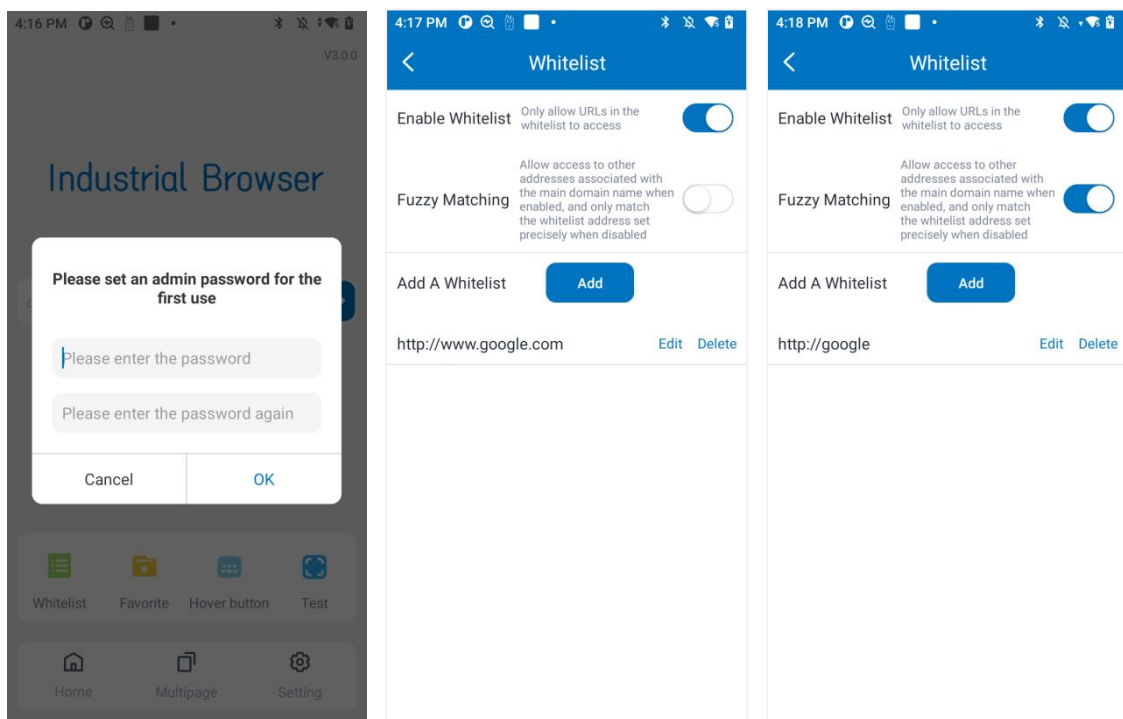 4:16 PM
V3.0.0
Industrial Browser
Please set an admin password for the
first use
Please enter the password
Please enter the password again
Cancel
OK
Whitelist
Favorite
Hover button
Test
Home
Multipage
Setting
4:17 PM
Whitelist
Enable Whitelist
Only allow URLs in the
whitelist to access
Fuzzy Matching
Allow access to other
addresses associated with
the main domain name when
enabled, and only match
the whitelist address set
precisely when disabled
Add A Whitelist
Add
http://www.google.com
Edit
Delete
4:18 PM
Whitelist
Enable Whitelist
Only allow URLs in the
whitelist to access
Fuzzy Matching
Allow access to other
addresses associated with
the main domain name when
enabled, and only match
the whitelist address set
precisely when disabled
Add A Whitelist
Add
http://google
Edit
Delete